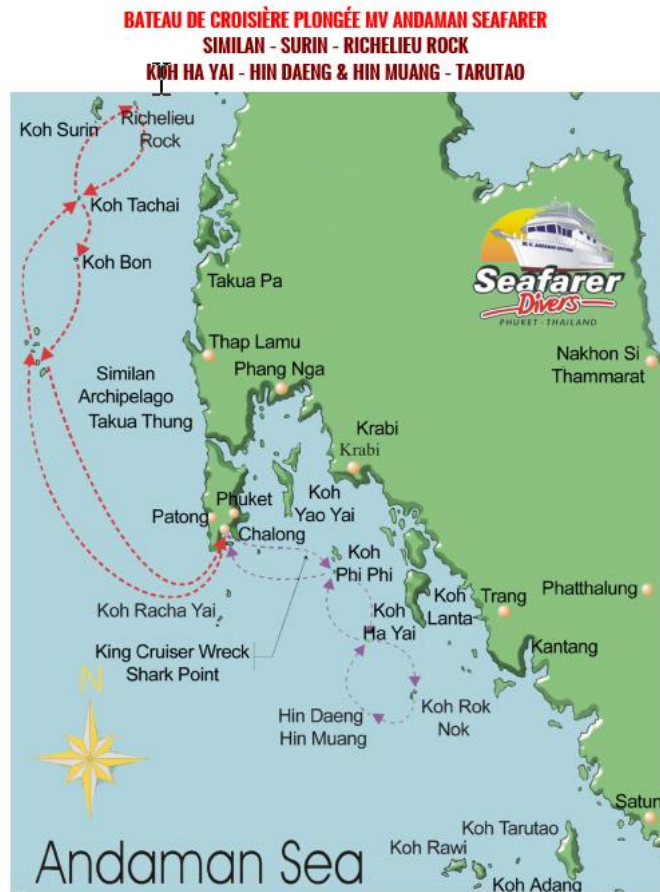 BATEAU DE CROISIÈRE PLONGÉE MV ANDAMAN SEAFARER
SIMILAN - SURIN - RICHELIEU ROCK
KOH HA YAI - HIN DAENG & HIN MUANG - TARUTAO
Koh Surin
Richelieu
Rock
Koh Tachai
Koh Bon
Takua Pa
Seafarer
Divers
PHUKET - THAILAND
Thap Lamu
Nakhon Si
Thammarat
Similan
Archipelago
Takua Thung
Phang Nga
Krabi
Krabi
Koh
Yao Yai
Phuket
Patong
Chalong
Koh
Phi Phi
Koh Racha Yai
Koh
Ha Yai
Koh
Lanta
Trang
Phatthalung
King Cruiser Wreck
Shark Point
Kantang
N
Hin Daeng
Hin Muang
Koh Rok
Nok
Satun
Koh Tarutao
Koh Rawi
Koh Adang
Andaman Sea